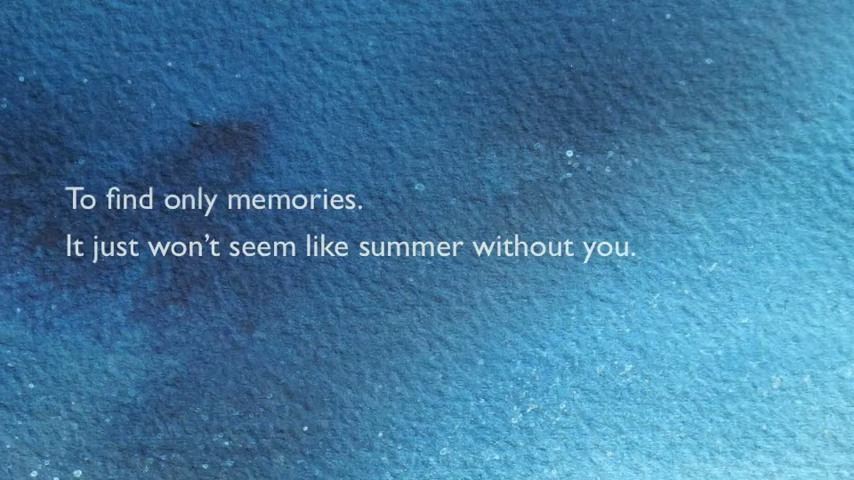 To find only memories.
It just won’t seem like summer without you.